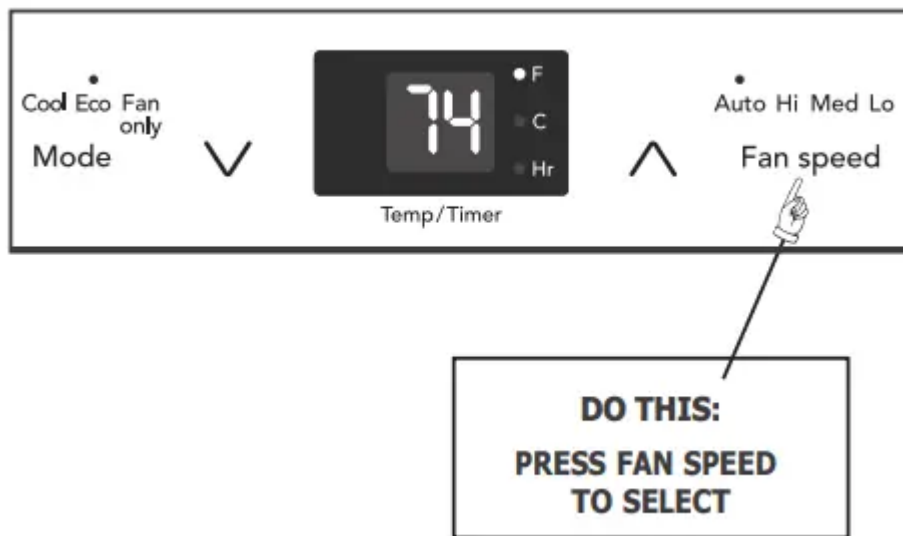 Cool Eco Fan only
Mode
74
F
C
Hr
Temp/Timer
Auto Hi Med Lo
Fan speed
DO THIS:
PRESS FAN SPEED
TO SELECT